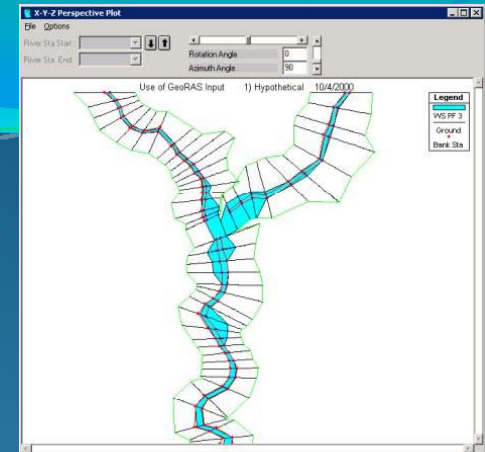 X-Y-Z Perspective Plot
File Options
River Sta Start:
River Sta. End:
Rotation Angle 0
Azimuth Angle 90
Use of GeoRAS Input 1) Hypothetical 10/4/2000
Legend
WS PF 3
Ground
Bank Sta